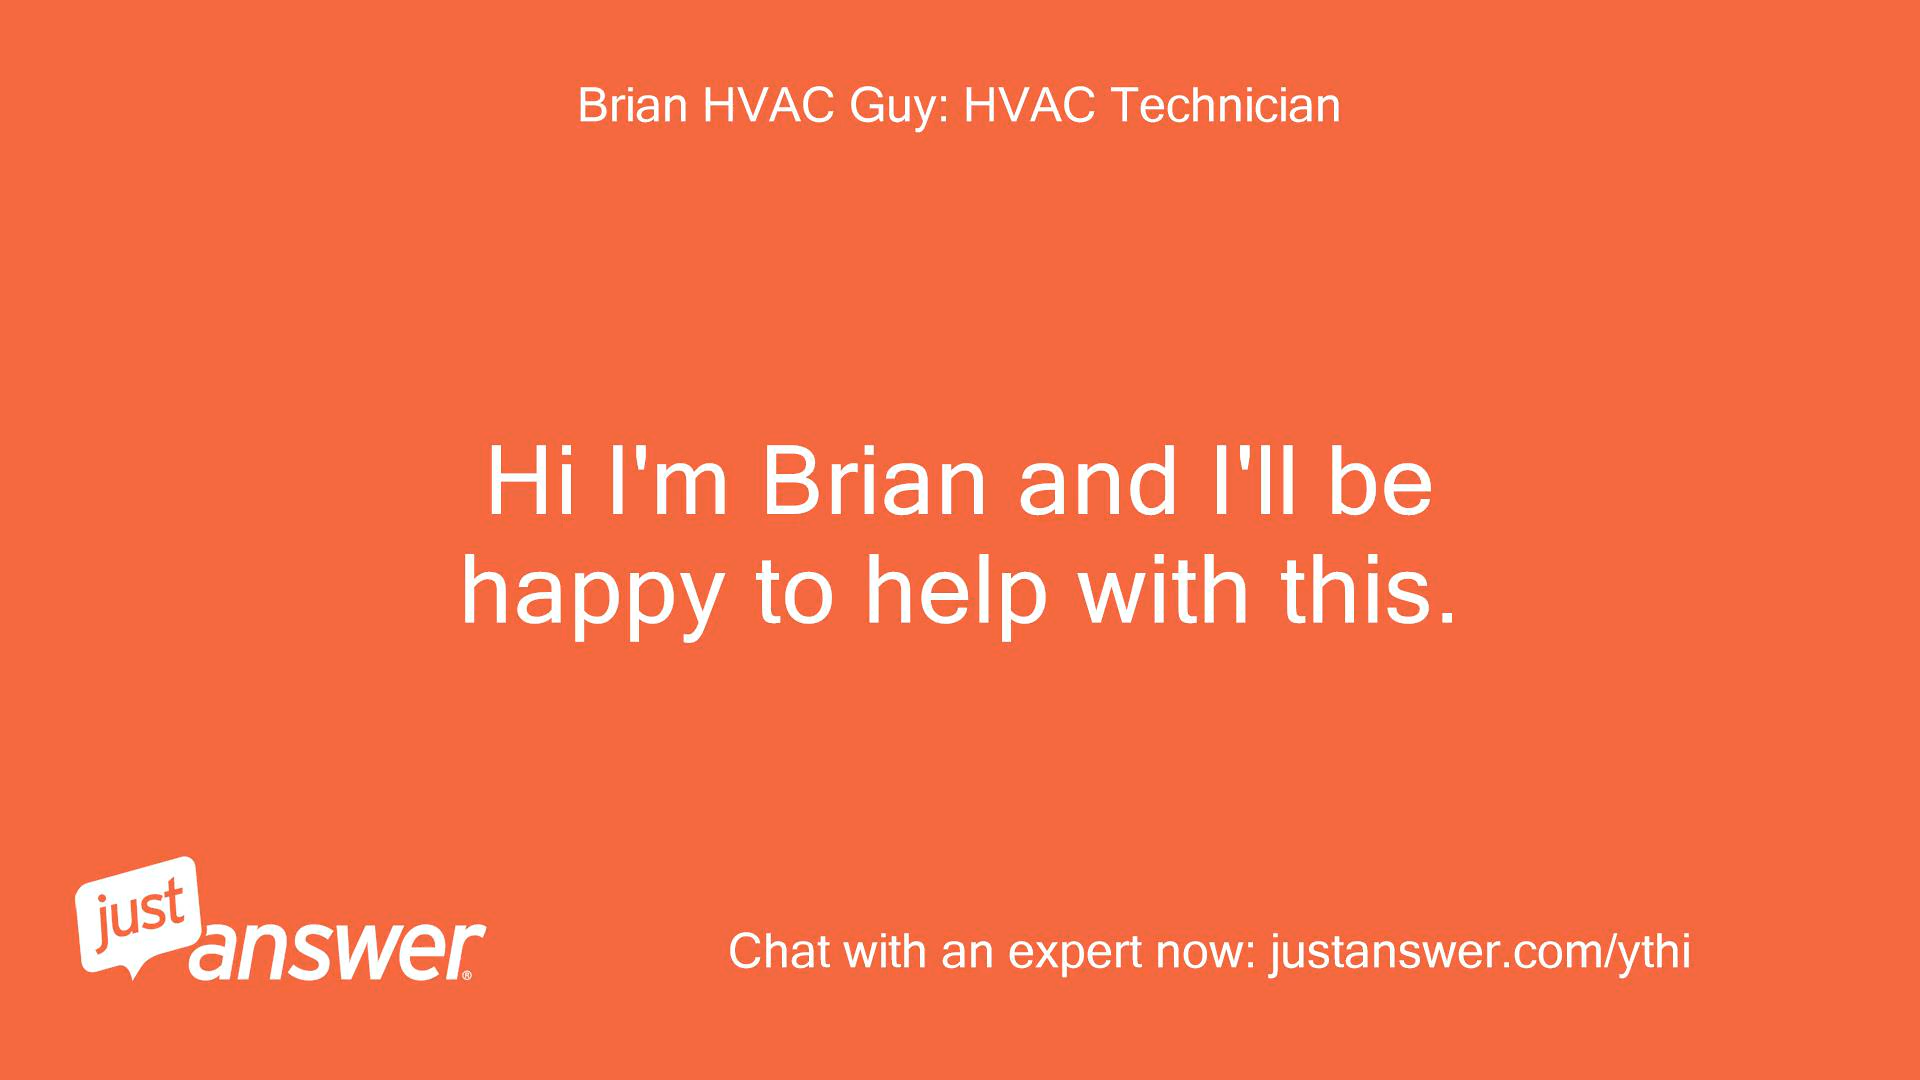 Brian HVAC Guy: HVAC Technician
Hi I'm Brian and I'll be
happy to help with this.
just
answer®
Chat with an expert now: justanswer.com/ythi